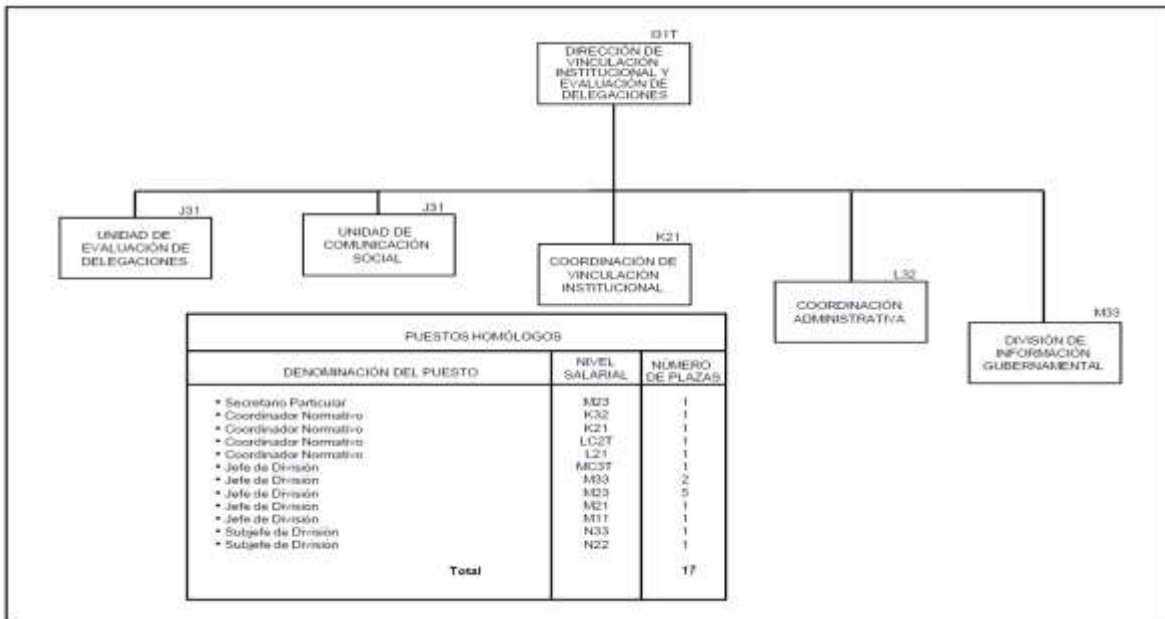 I31T
DIRECCIÓN DE
VINCULACIÓN
INSTITUCIONAL Y
EVALUACIÓN DE
DELEGACIONES
J31
UNIDAD DE
EVALUACIÓN DE
DELEGACIONES
J31
UNIDAD DE
COMUNICACIÓN
SOCIAL
K21
COORDINACIÓN DE
VINCULACIÓN
INSTITUCIONAL
L32
COORDINACIÓN
ADMINISTRATIVA
M33
DIVISIÓN DE
INFORMACIÓN
GUBERNAMENTAL
PUESTOS HOMÓLOGOS
DENOMINACIÓN DEL PUESTO NIVEL SALARIAL NÚMERO DE PLAZAS
* Secretario Particular M23 1
* Coordinador Normativo K32 1
* Coordinador Normativo K21 1
* Coordinador Normativo LC2T 1
* Coordinador Normativo L21 1
* Jefe de División MC3T 1
* Jefe de División M33 2
* Jefe de División M23 5
* Jefe de División M21 1
* Jefe de División M11 1
* Subjefe de División N33 1
* Subjefe de División N22 1
Total 17